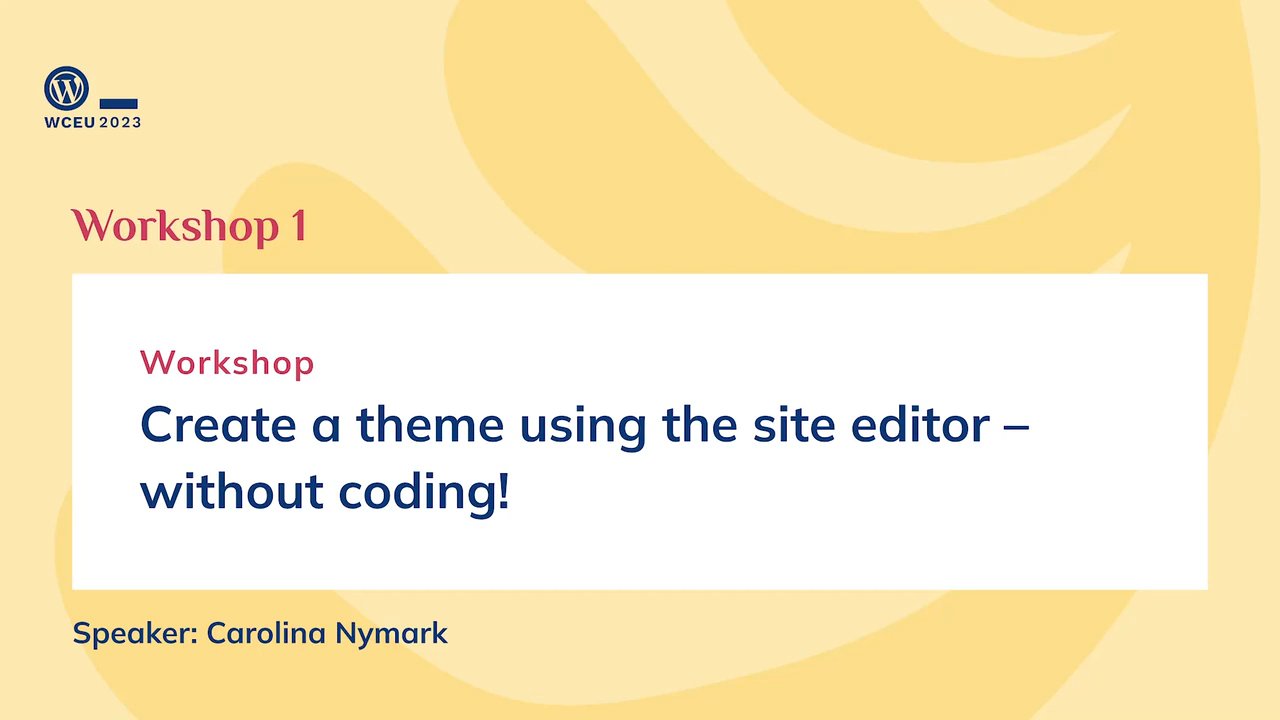 WCEU 2023
Workshop 1
Workshop
Create a theme using the site editor –
without coding!
Speaker: Carolina Nymark